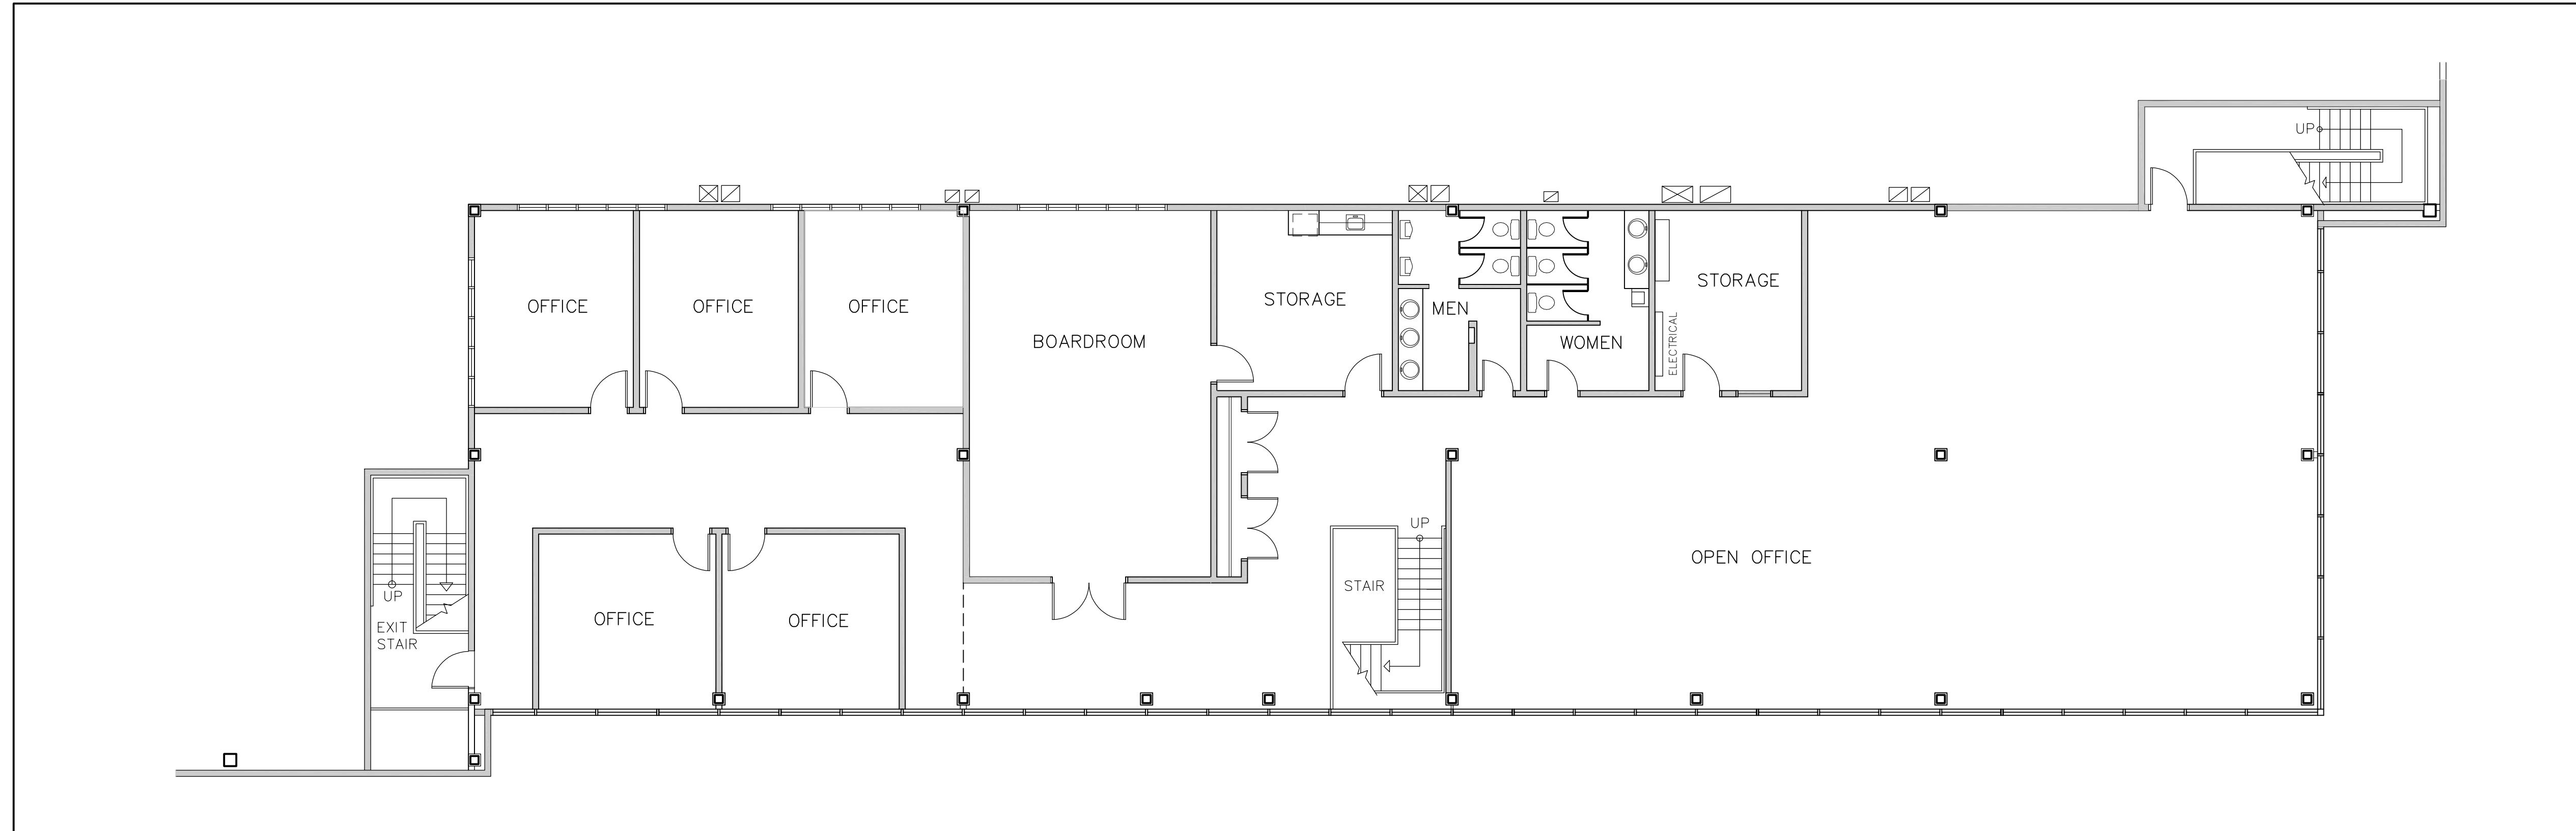 UP
OFFICE
OFFICE
OFFICE
BOARDROOM
STORAGE
MEN
WOMEN
ELECTRICAL
STORAGE
UP
EXIT
STAIR
OFFICE
OFFICE
UP
STAIR
OPEN OFFICE